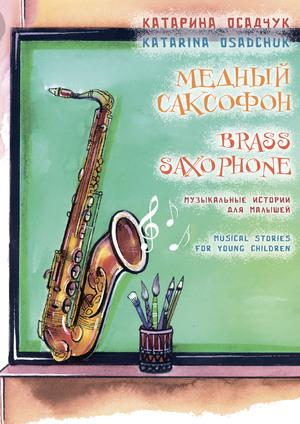 КАТАРИНА ОСАДЧУК
KATARINA OSADCHUK
МЕДНЫЙ
САКСОФОН
BRASS
SAXOPHONE
МУЗЫКАЛЬНЫЕ ИСТОРИИ
ДЛЯ МАЛЫШЕЙ
MUSICAL STORIES
FOR YOUNG CHILDREN